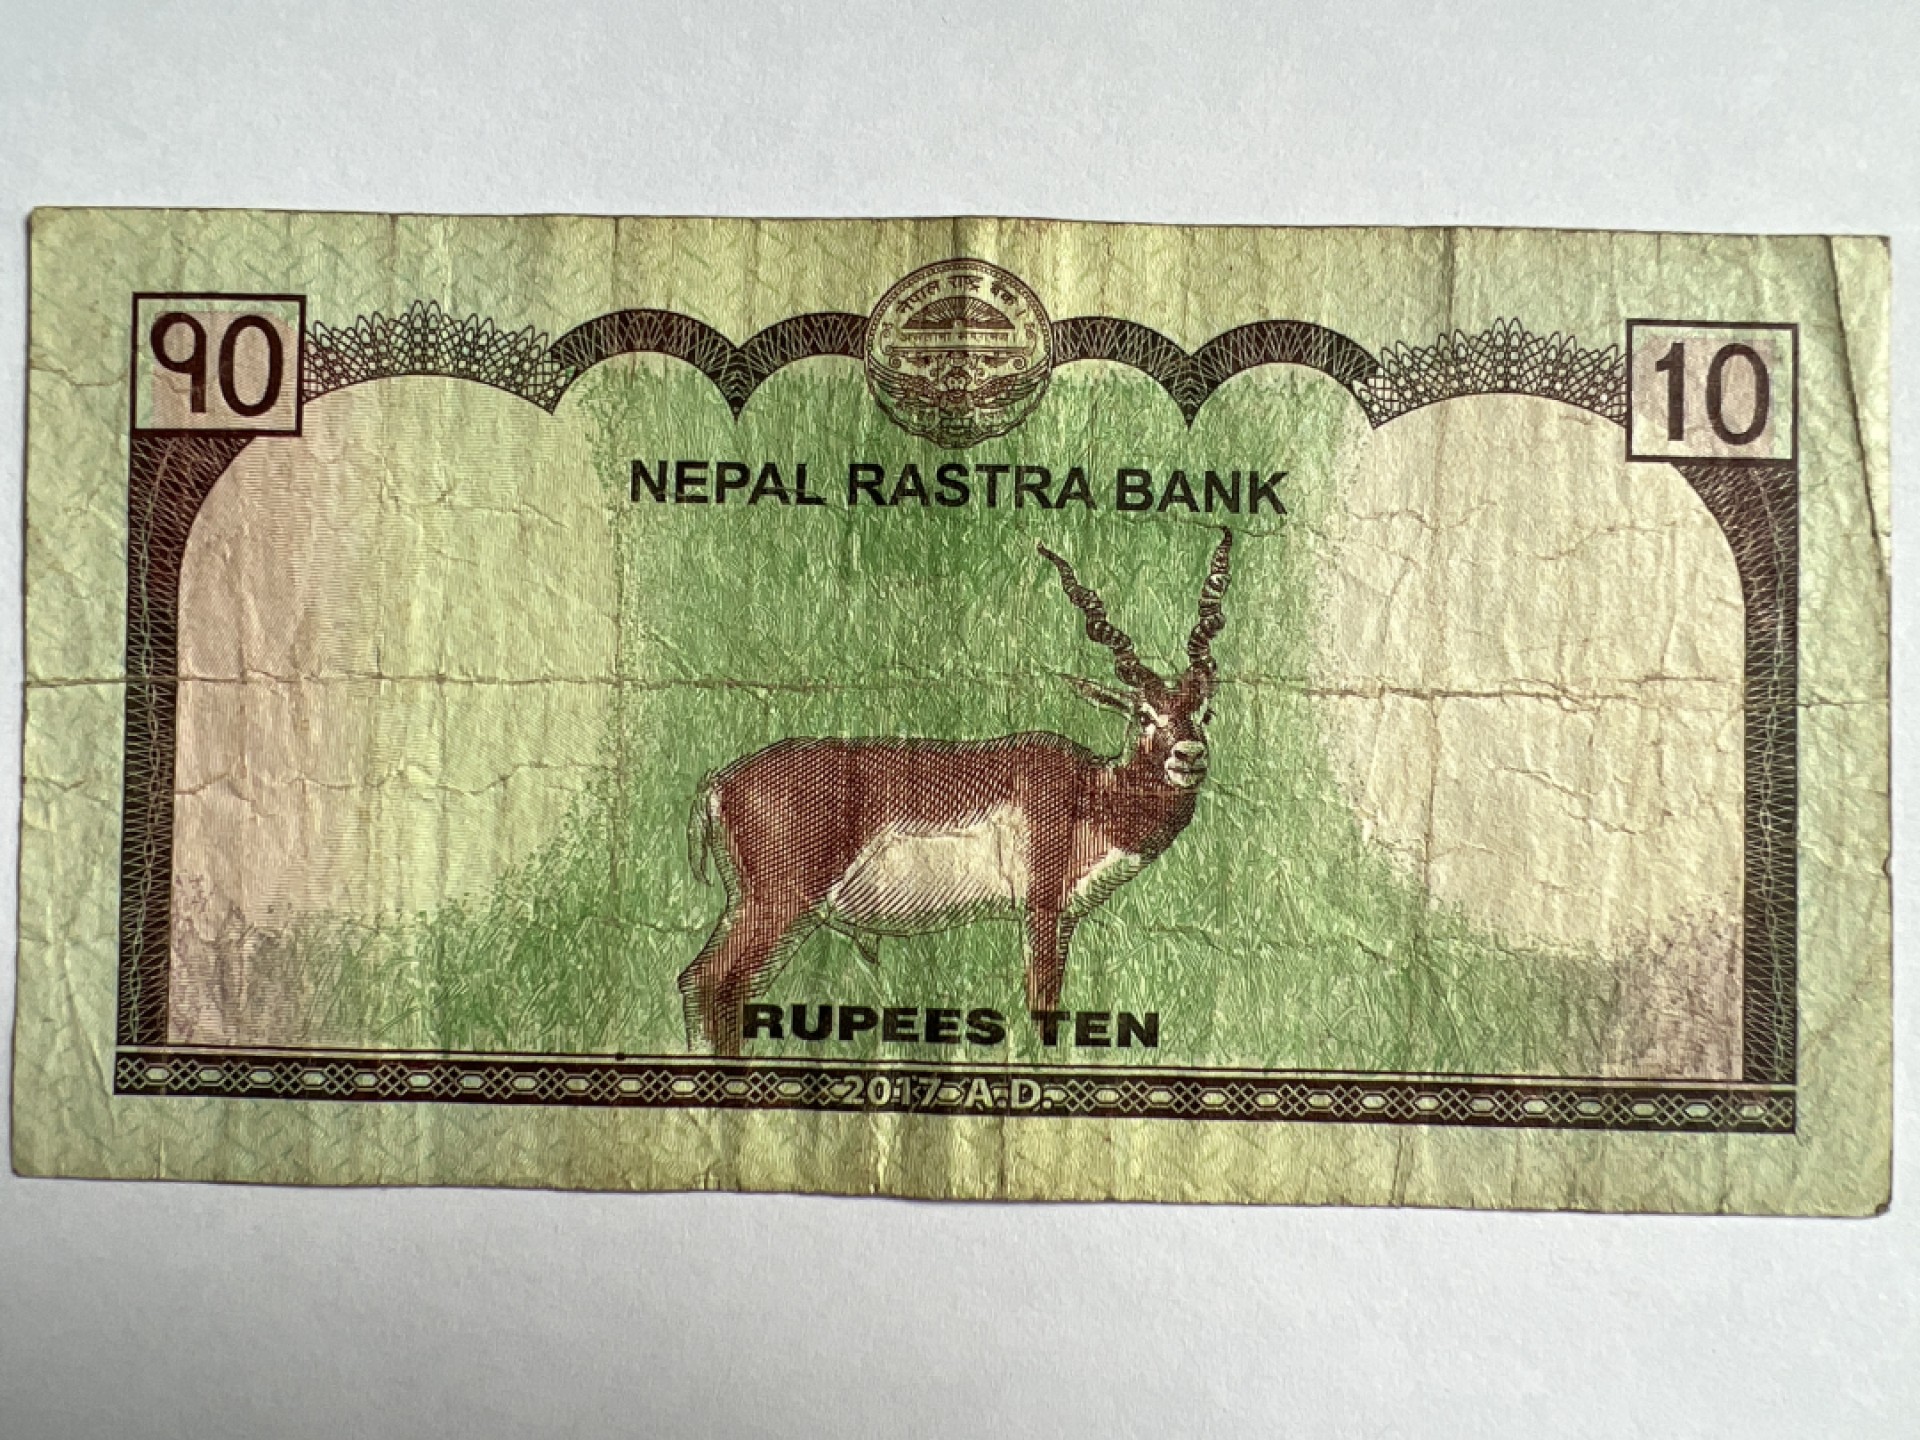 नेपाल राष्ट्र बैंक
१०
10
NEPAL RASTRA BANK
RUPEES TEN
2017 A.D.